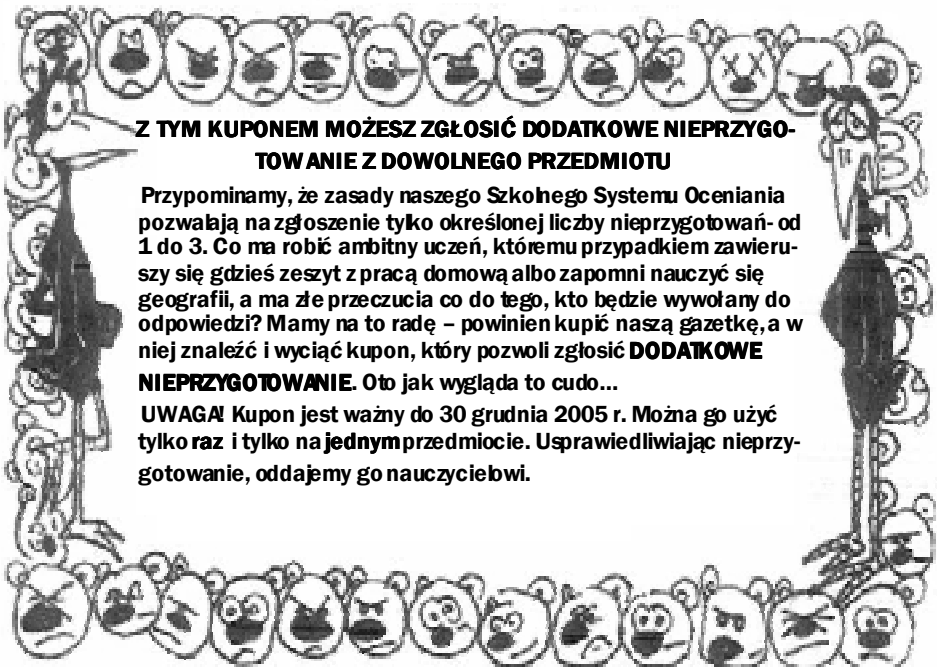 Z TYM KUPONEM MOŻESZ ZGŁOSIĆ DODATKOWE NIEPRZYGO-
TOWANIE Z DOWOLNEGO PRZEDMIOTU
Przypominamy, że zasady naszego Szkolnego Systemu Oceniania
pozwalają na zgłoszenie tylko określonej liczby nieprzygotowań- od
1 do 3. Co ma robić ambitny uczeń, któremu przypadkiem zawieru-
szy się gdzieś zeszyt z pracą domową albo zapomni nauczyć się
geografii, a ma złe przeczucia co do tego, kto będzie wywołany do
odpowiedzi? Mamy na to radę – powinien kupić naszą gazetkę, a w
niej znaleźć i wyciąć kupon, który pozwoli zgłosić DODATKOWE
NIEPRZYGOTOWANIE. Oto jak wygląda to cudo...
UWAGA! Kupon jest ważny do 30 grudnia 2005 r. Można go użyć
tylko raz i tylko na jednym przedmiocie. Usprawiedliwiając nieprzy-
gotowanie, oddajemy go nauczycielowi.